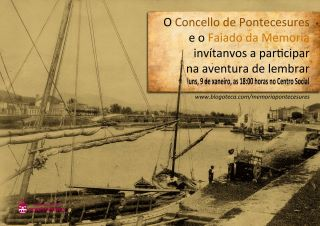 O Concello de Pontecesures
e o Faiado da Memoria
invítanvos a participar
na aventura de lembrar
luns, 9 de xaneiro, as 18:00 horas no Centro Social
www.blogoteca.com/memoriapontecesures